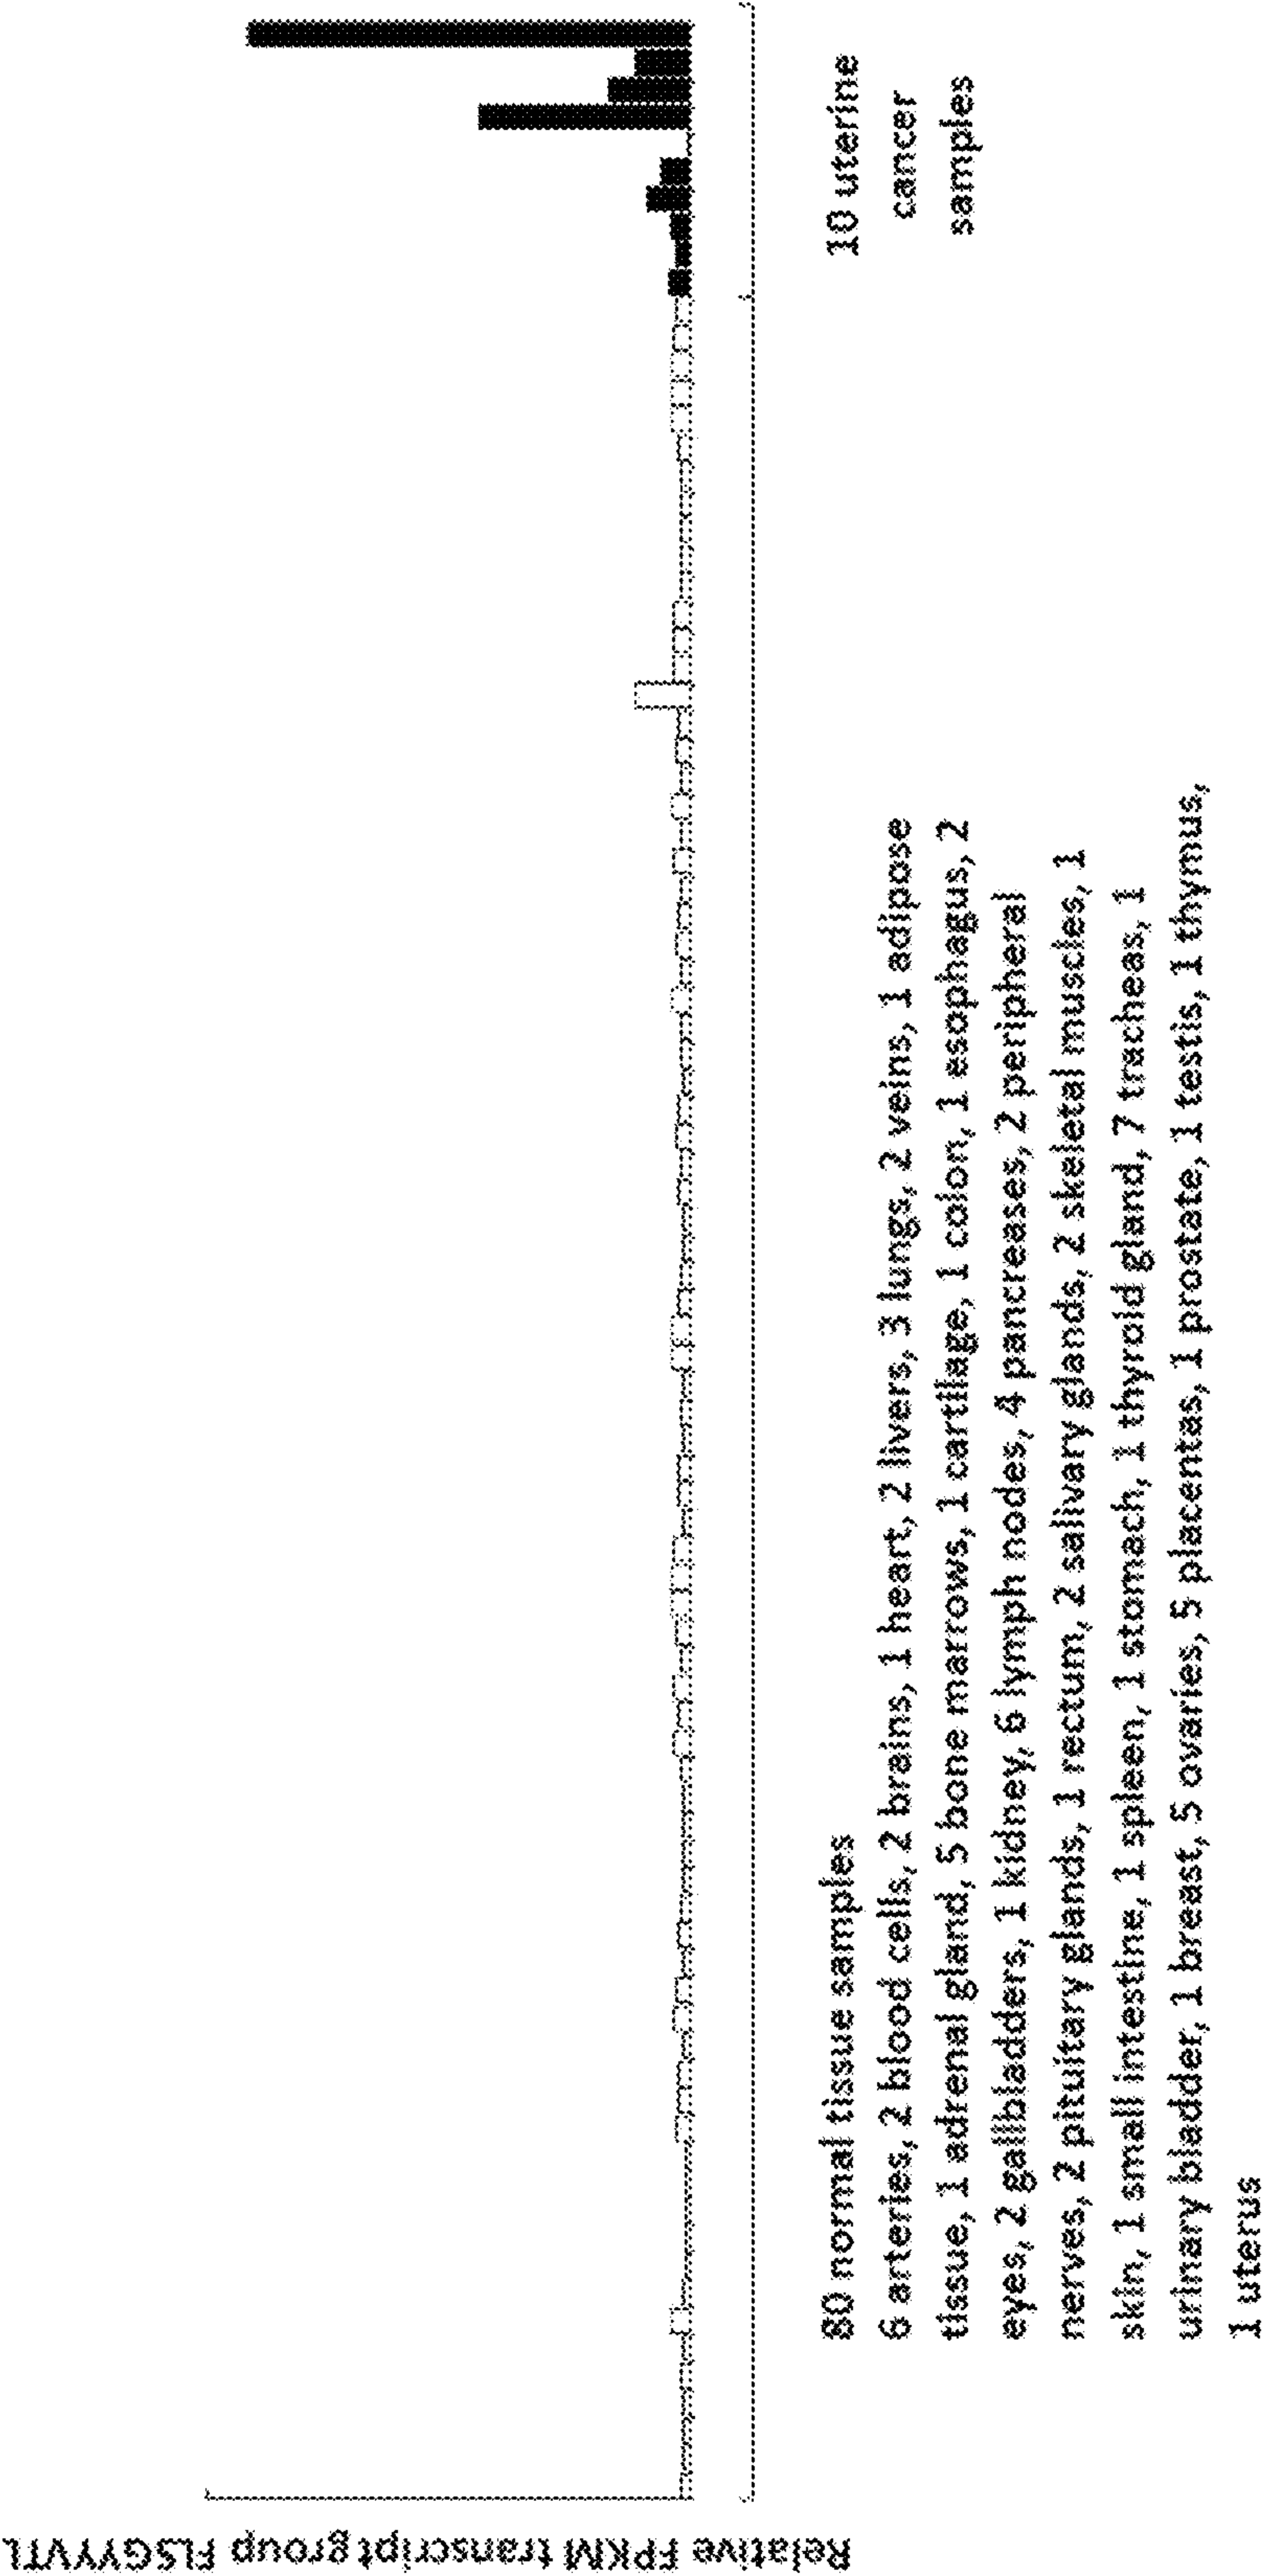 Relative FPKM transcript group FLSGYYVTL
80 normal tissue samples
6 arteries, 2 blood cells, 2 brains, 1 heart, 2 livers, 3 lungs, 2 veins, 1 adipose
tissue, 1 adrenal gland, 5 bone marrows, 1 cartilage, 1 colon, 1 esophagus, 2
eyes, 2 gallbladders, 1 kidney, 6 lymph nodes, 4 pancreases, 2 peripheral
nerves, 2 pituitary glands, 1 rectum, 2 salivary glands, 2 skeletal muscles, 1
skin, 1 small intestine, 1 spleen, 1 stomach, 1 thyroid gland, 7 tracheas, 1
urinary bladder, 1 breast, 5 ovaries, 5 placentas, 1 prostate, 1 testis, 1 thymus,
1 uterus
10 uterine
cancer
samples